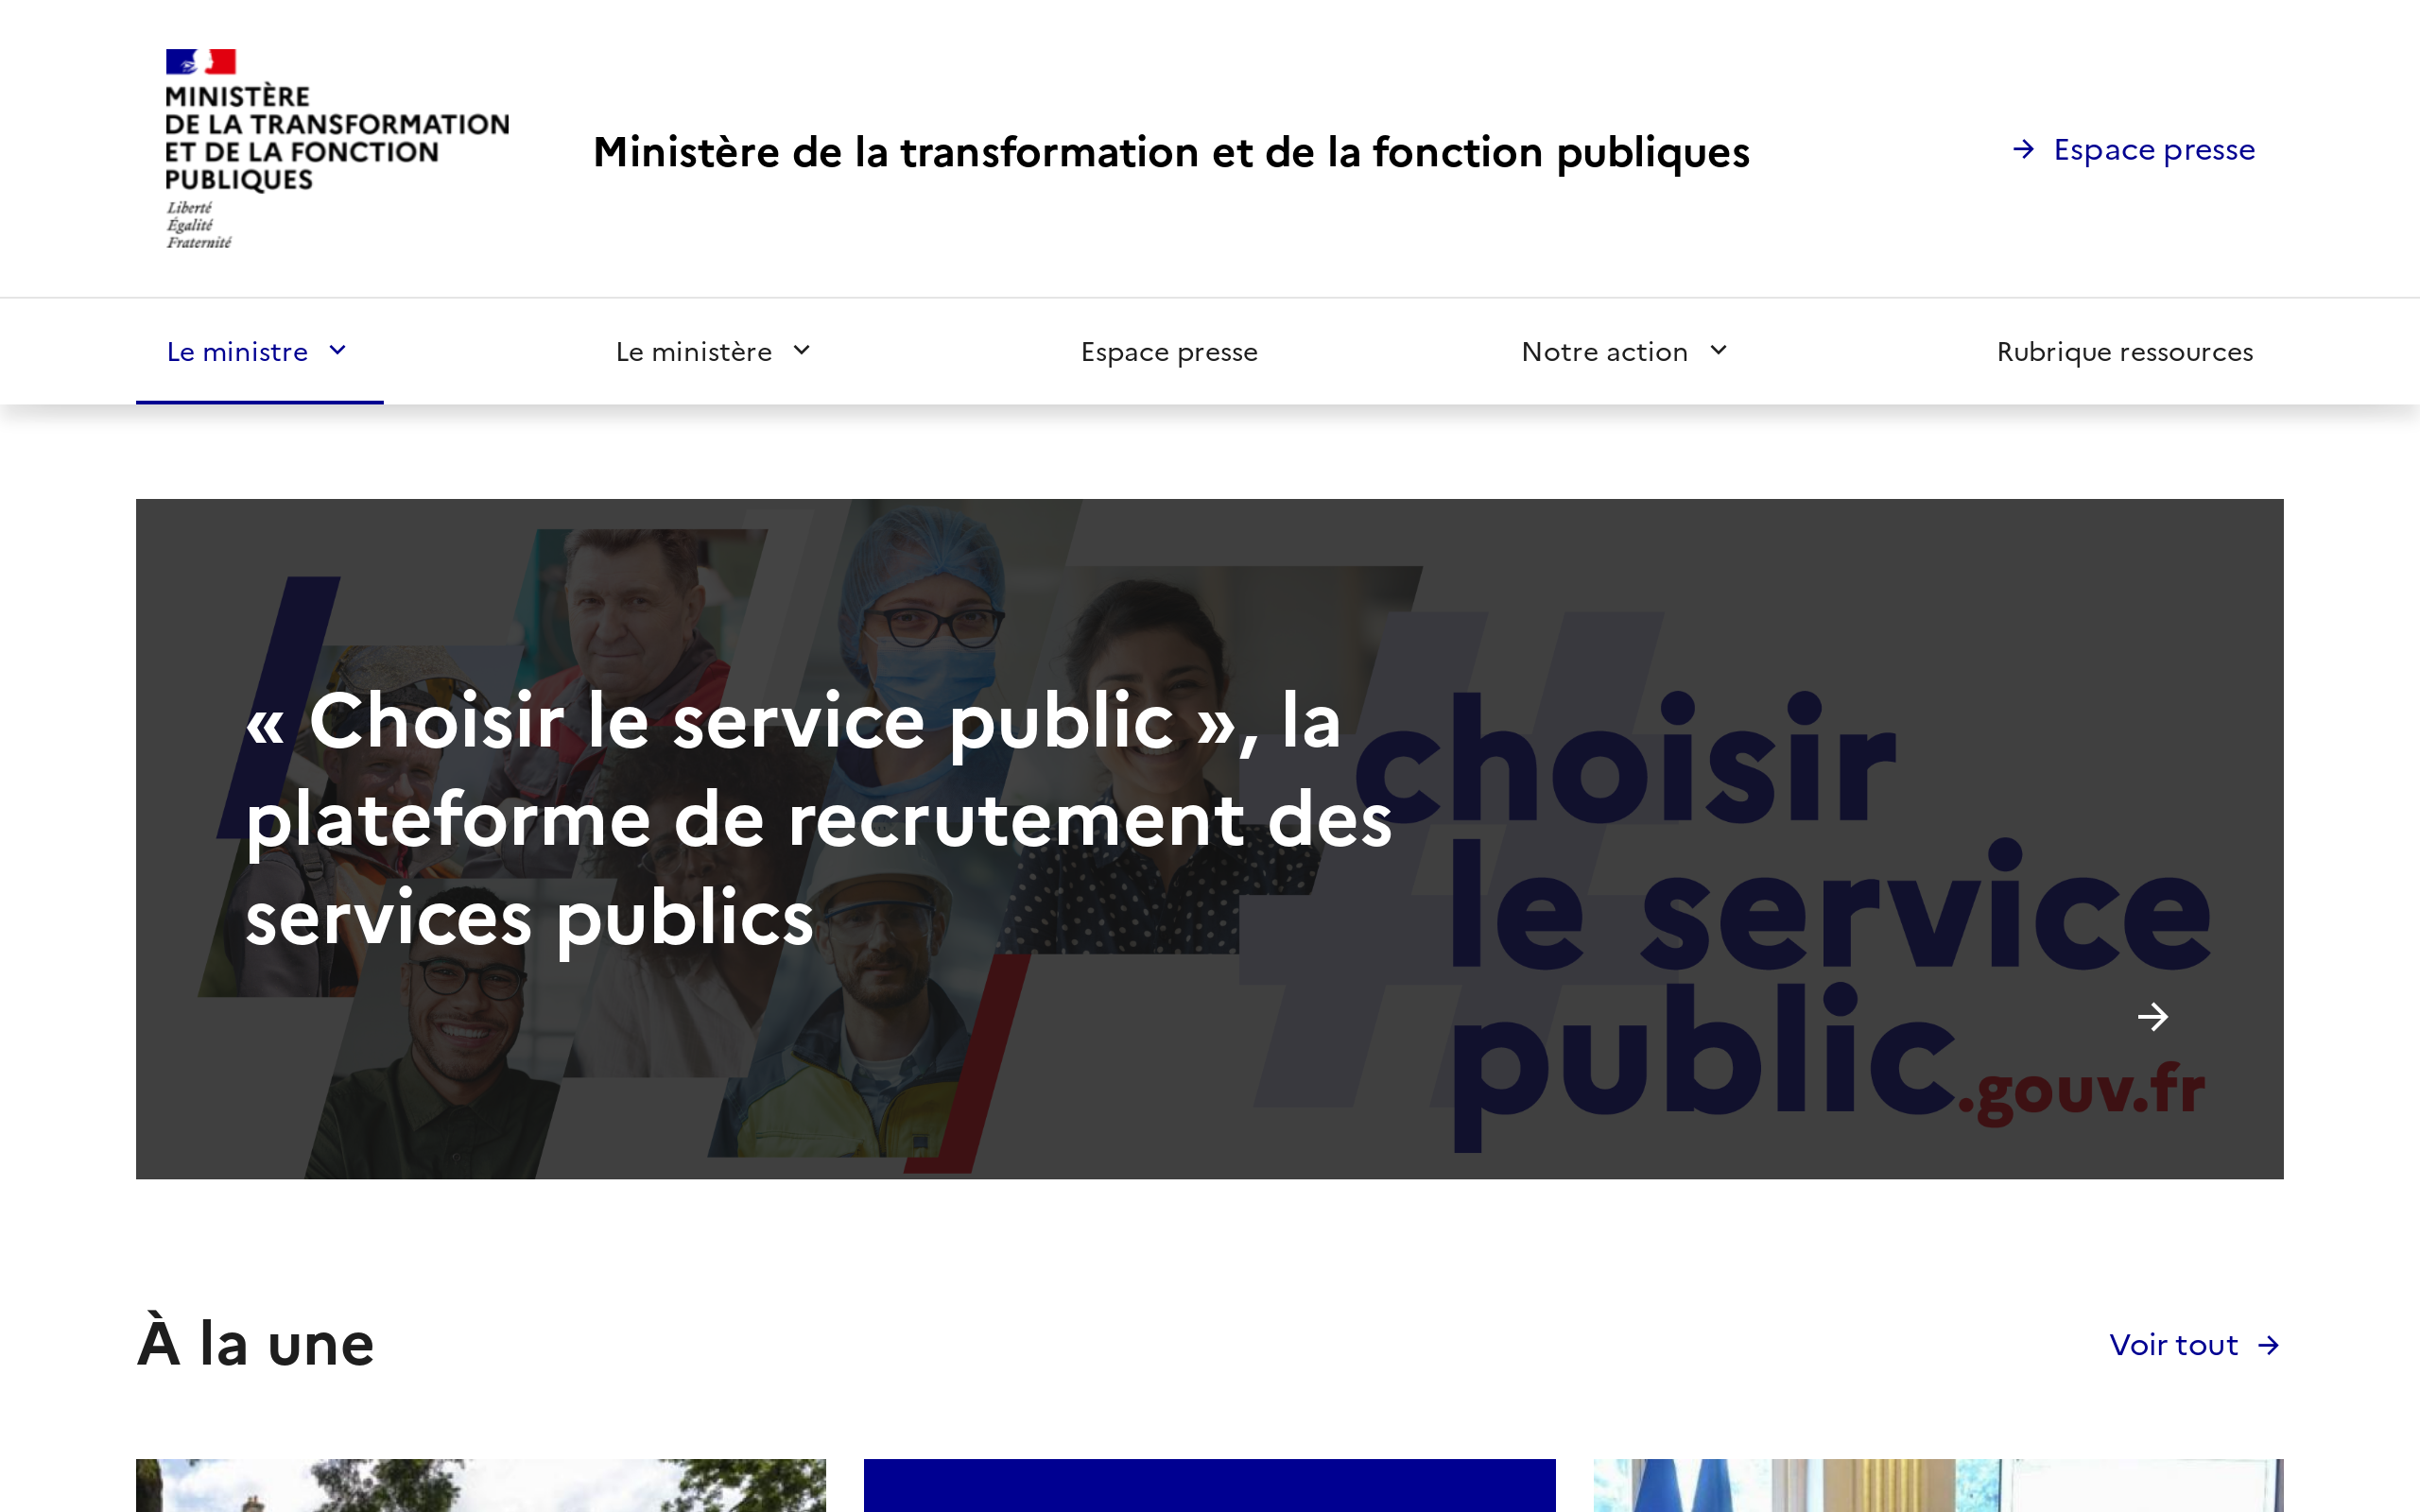 MINISTÈRE
DE LA TRANSFORMATION
ET DE LA FONCTION
PUBLIQUES
Liberté
Égalité
Fraternité
Ministère de la transformation et de la fonction publiques
Espace presse
Le ministre
Le ministère
Espace presse
Notre action
Rubrique ressources
« Choisir le service public », la
plateforme de recrutement des
services publics
choisir
le service
public.gouv.fr
À la une
Voir tout